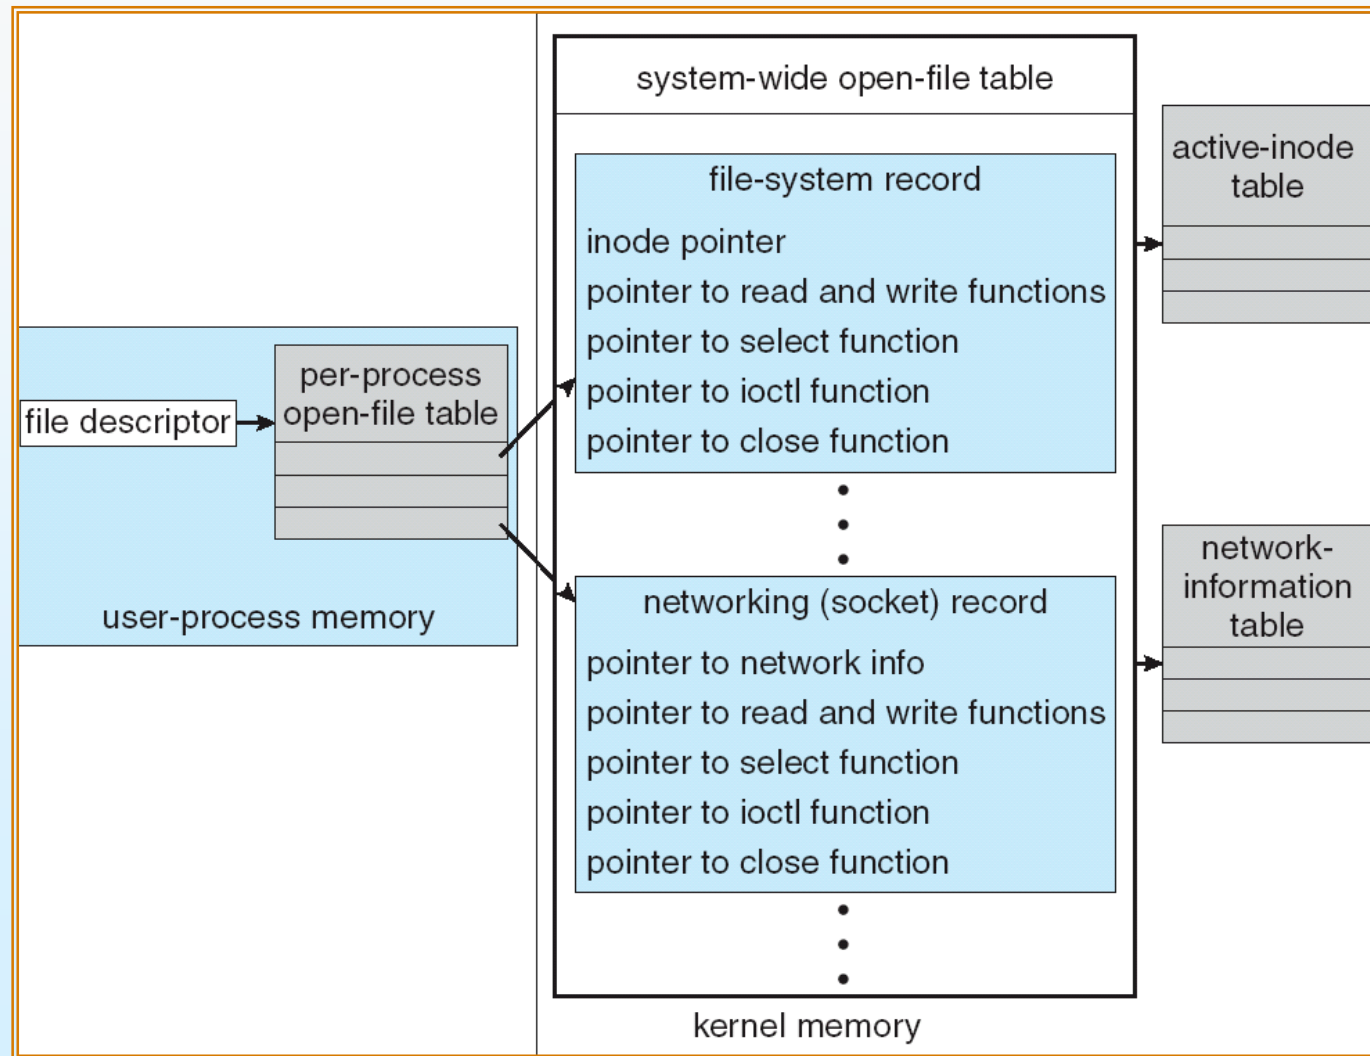 file descriptor
per-process
open-file table
user-process memory
system-wide open-file table
file-system record
inode pointer
pointer to read and write functions
pointer to select function
pointer to ioctl function
pointer to close function
networking (socket) record
pointer to network info
pointer to read and write functions
pointer to select function
pointer to ioctl function
pointer to close function
kernel memory
active-inode
table
network-
information
table